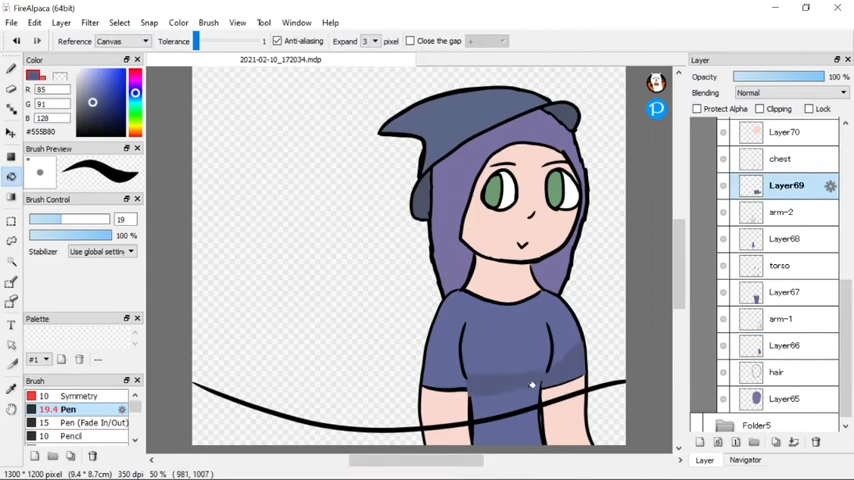 FireAlpaca (64bit)
File Edit Layer Filter Select Snap Color Brush View Tool Window Help
Reference Canvas Tolerance 1 Anti-aliasing Expand 3 pixel Close the gap
Color
2021-02-10_172034.mdp
Layer
Opacity 100 %
R 85
G 91
B 128
#555B80
Blending Normal
Protect Alpha Clipping Lock
Brush Preview
Layer70
chest
Layer69
arm-2
Layer68
torso
Layer67
arm-1
Layer66
hair
Layer65
Folder5
Brush Control
19
100 %
Stabilizer Use global settin
Palette
#1 --
Brush
10 Symmetry
19.4 Pen
15 Pen (Fade In/Out)
10 Pencil
Layer Navigator
1300 * 1200 pixel (9.4 * 8.7cm) 350 dpi 50 % ( 981, 1007 )